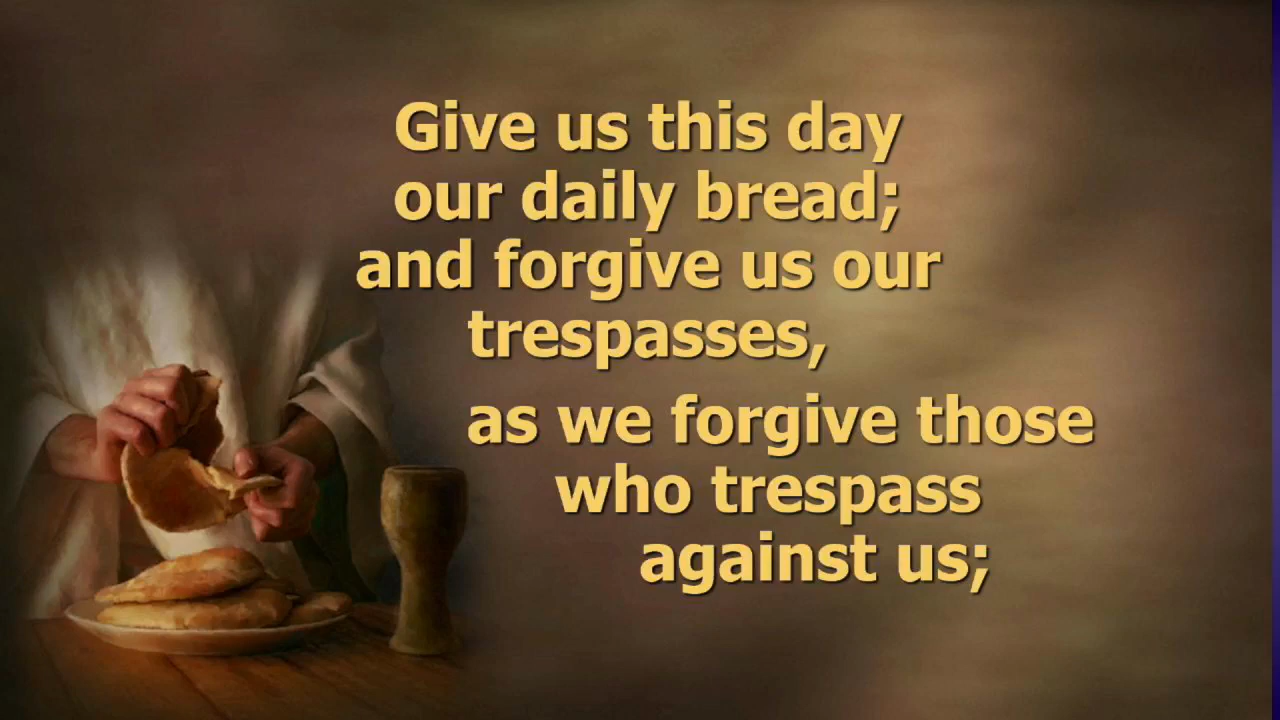 Give us this day
our daily bread;
and forgive us our
trespasses,
as we forgive those
who trespass
against us;